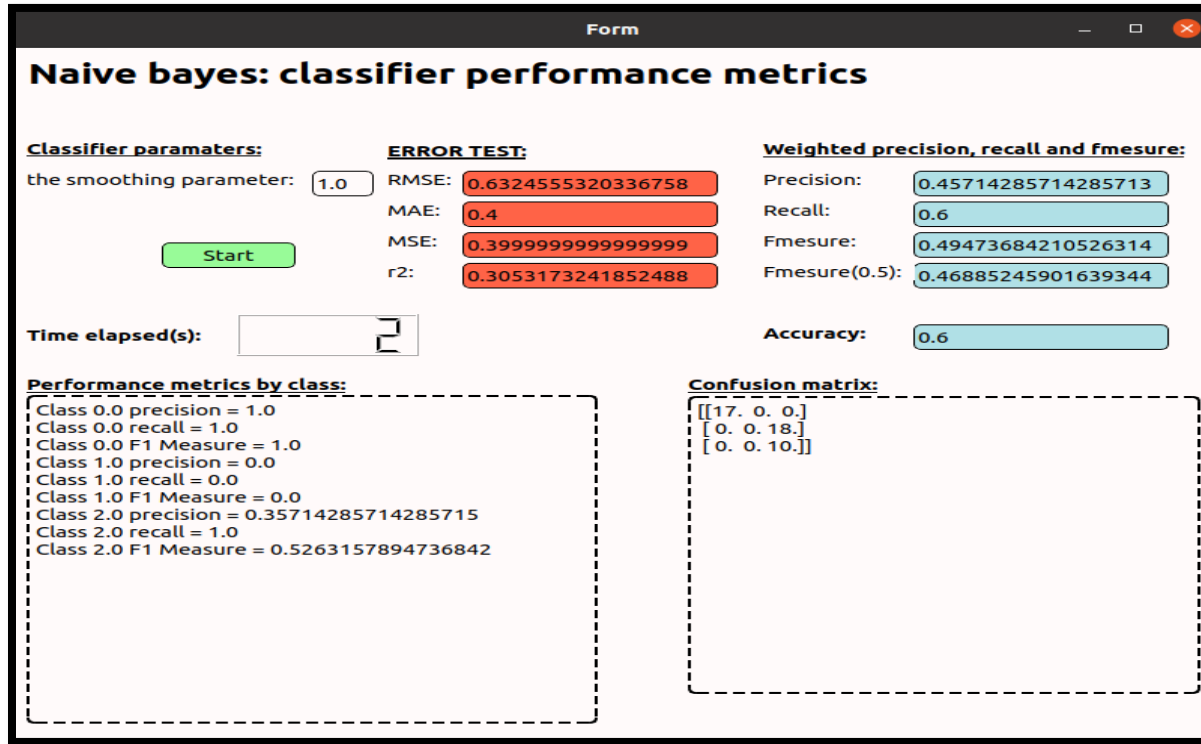 Form
Naive bayes: classifier performance metrics
Classifier paramaters:
the smoothing parameter: 1.0
Start
ERROR TEST:
RMSE: 0.6324555320336758
MAE: 0.4
MSE: 0.3999999999999999
r2: 0.3053173241852488
Weighted precision, recall and fmesure:
Precision: 0.45714285714285713
Recall: 0.6
Fmesure: 0.49473684210526314
Fmesure(0.5): 0.46885245901639344
Time elapsed(s): 2
Accuracy: 0.6
Performance metrics by class:
Class 0.0 precision = 1.0
Class 0.0 recall = 1.0
Class 0.0 F1 Measure = 1.0
Class 1.0 precision = 0.0
Class 1.0 recall = 0.0
Class 1.0 F1 Measure = 0.0
Class 2.0 precision = 0.35714285714285715
Class 2.0 recall = 1.0
Class 2.0 F1 Measure = 0.5263157894736842
Confusion matrix:
[[17. 0. 0.]
[ 0. 0. 18.]
[ 0. 0. 10.]]